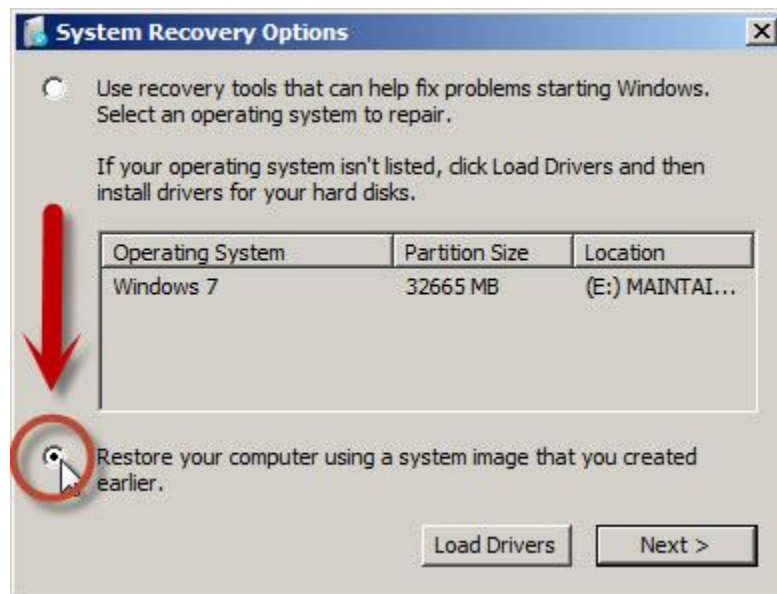 System Recovery Options
Use recovery tools that can help fix problems starting Windows.
Select an operating system to repair.
If your operating system isn't listed, click Load Drivers and then
install drivers for your hard disks.
Operating System Partition Size Location
Windows 7 32665 MB (E:) MAINTAI...
Restore your computer using a system image that you created
earlier.
Load Drivers Next >